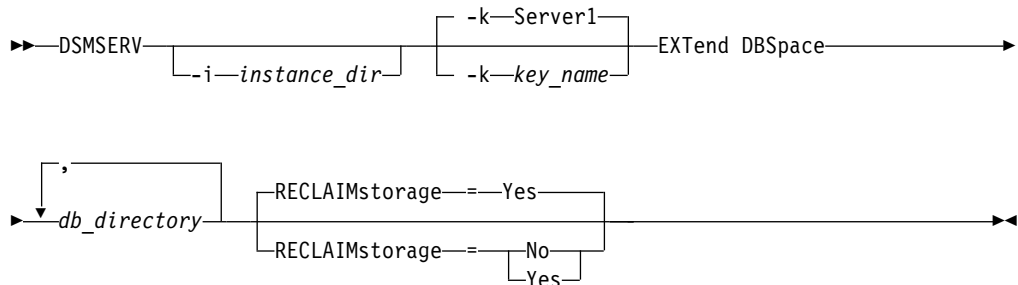 -k Server1
DSMSERV EXTend DBSpace
-i instance_dir -k key_name
,
RECLAIMstorage = Yes
db_directory
RECLAIMstorage = No
Yes